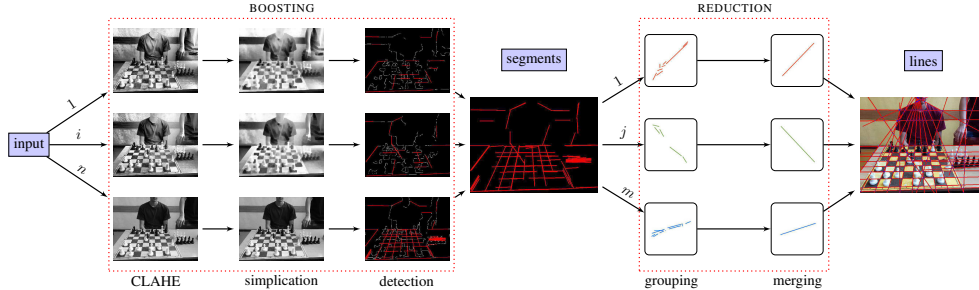 BOOSTING
REDUCTION
segments
lines
input
1
i
n
1
j
m
CLAHE
simplication
detection
grouping
merging